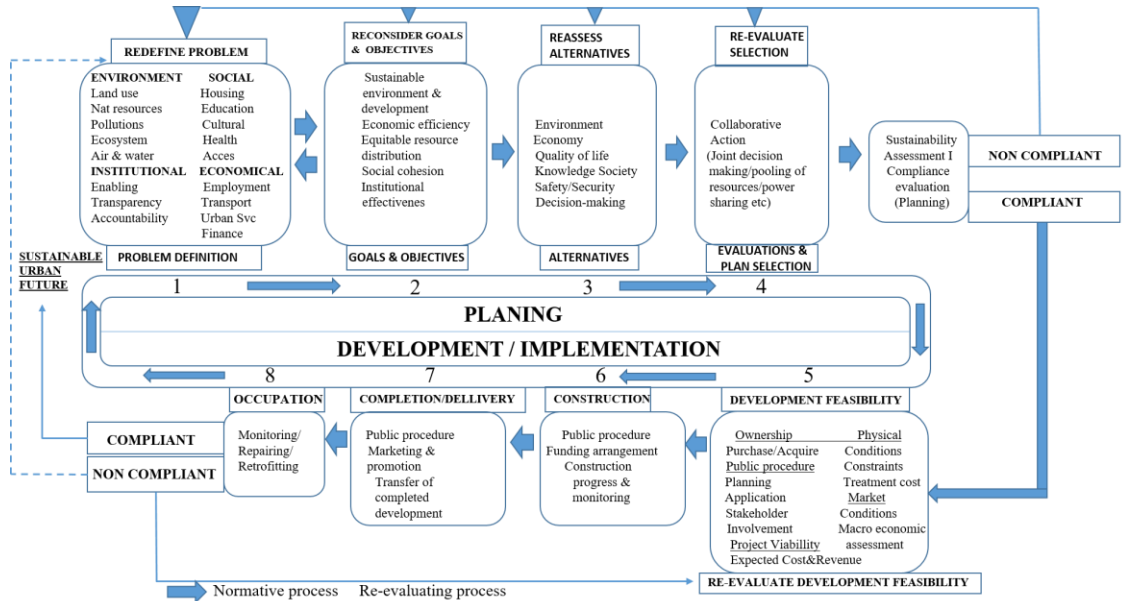 REDEFINE PROBLEM
RECONSIDER GOALS
& OBJECTIVES
REASSESS
ALTERNATIVES
RE-EVALUATE
SELECTION
ENVIRONMENT SOCIAL
Land use Housing
Nat resources Education
Pollutions Cultural
Ecosystem Health
Air & water Acces
INSTITUTIONAL ECONOMICAL
Enabling Employment
Transparency Transport
Accountability Urban Svc
Finance
Sustainable
environment &
development
Economic efficiency
Equitable resource
distribution
Social cohesion
Institutional
effectivenes
Environment
Economy
Quality of life
Knowledge Society
Safety/Security
Decision-making
Collaborative
Action
(Joint decision
making/pooling of
resources/power
sharing etc)
Sustainability
Assessment I
Compliance
evaluation
(Planning)
NON COMPLIANT
COMPLIANT
SUSTAINABLE
URBAN
FUTURE
PROBLEM DEFINITION
GOALS & OBJECTIVES
ALTERNATIVES
EVALUATIONS &
PLAN SELECTION
1 2 3 4
PLANING
DEVELOPMENT / IMPLEMENTATION
8 7 6 5
OCCUPATION
COMPLETION/DELLIVERY
CONSTRUCTION
DEVELOPMENT FEASIBILITY
COMPLIANT
NON COMPLIANT
Monitoring/
Repairing/
Retrofitting
Public procedure
Marketing &
promotion
Transfer of
completed
development
Public procedure
Funding arrangement
Construction
progress &
monitoring
Ownership Physical
Purchase/Acquire Conditions
Public procedure Constraints
Planning Treatment cost
Application Market
Stakeholder Conditions
Involvement Macro economic
Project Viabillity assessment
Expected Cost&Revenue
RE-EVALUATE DEVELOPMENT FEASIBILITY
Normative process Re-evaluating process